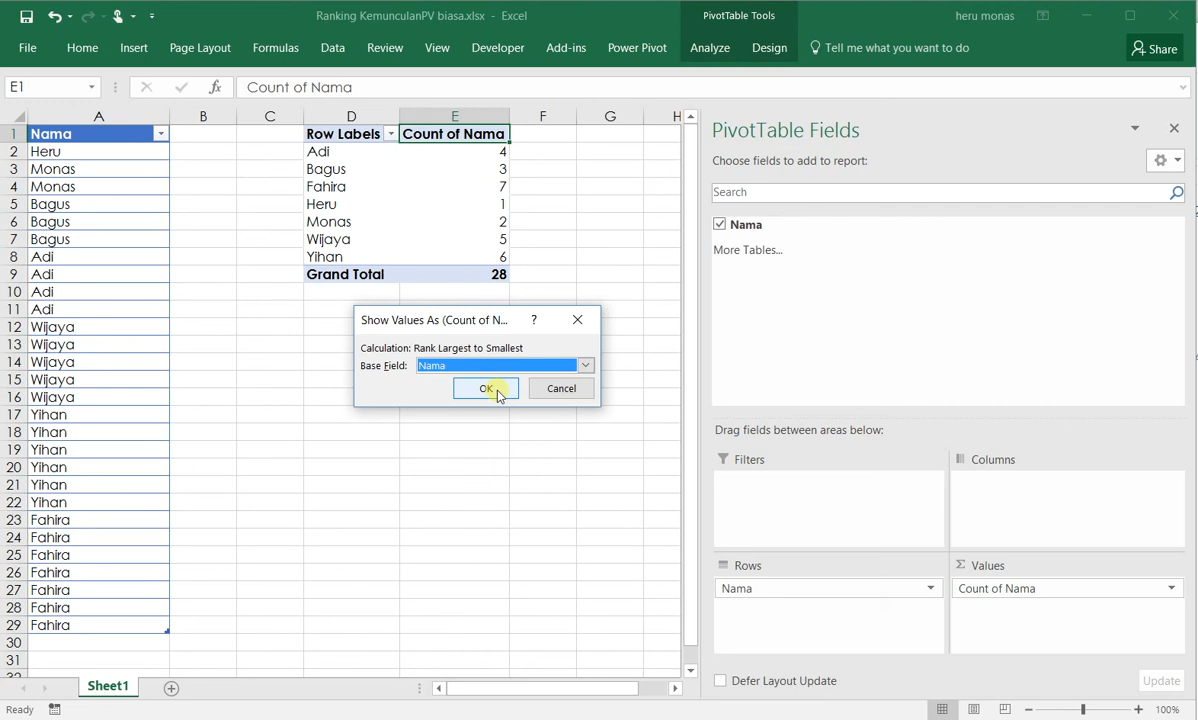 Ranking KemunculanPV biasa.xlsx - Excel
PivotTable Tools
heru monas
File Home Insert Page Layout Formulas Data Review View Developer Add-ins Power Pivot Analyze Design Tell me what you want to do Share
E1 fx Count of Nama
A B C D E F G H
1 Nama Row Labels Count of Nama
2 Heru Adi 4
3 Monas Bagus 3
4 Monas Fahira 7
5 Bagus Heru 1
6 Bagus Monas 2
7 Bagus Wijaya 5
8 Adi Yihan 6
9 Adi Grand Total 28
10 Adi
11 Adi
12 Wijaya
13 Wijaya
14 Wijaya
15 Wijaya
16 Wijaya
17 Yihan
18 Yihan
19 Yihan
20 Yihan
21 Yihan
22 Yihan
23 Fahira
24 Fahira
25 Fahira
26 Fahira
27 Fahira
28 Fahira
29 Fahira
30
31
Show Values As (Count of N... ?
Calculation: Rank Largest to Smallest
Base Field: Nama
OK Cancel
PivotTable Fields
Choose fields to add to report:
Search
Nama
More Tables...
Drag fields between areas below:
Filters Columns
Rows Σ Values
Nama Count of Nama
Defer Layout Update Update
Sheet1
Ready 100%